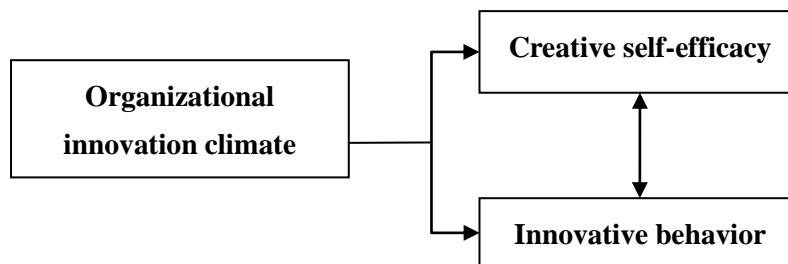 Creative self-efficacy
Organizational
innovation climate
Innovative behavior